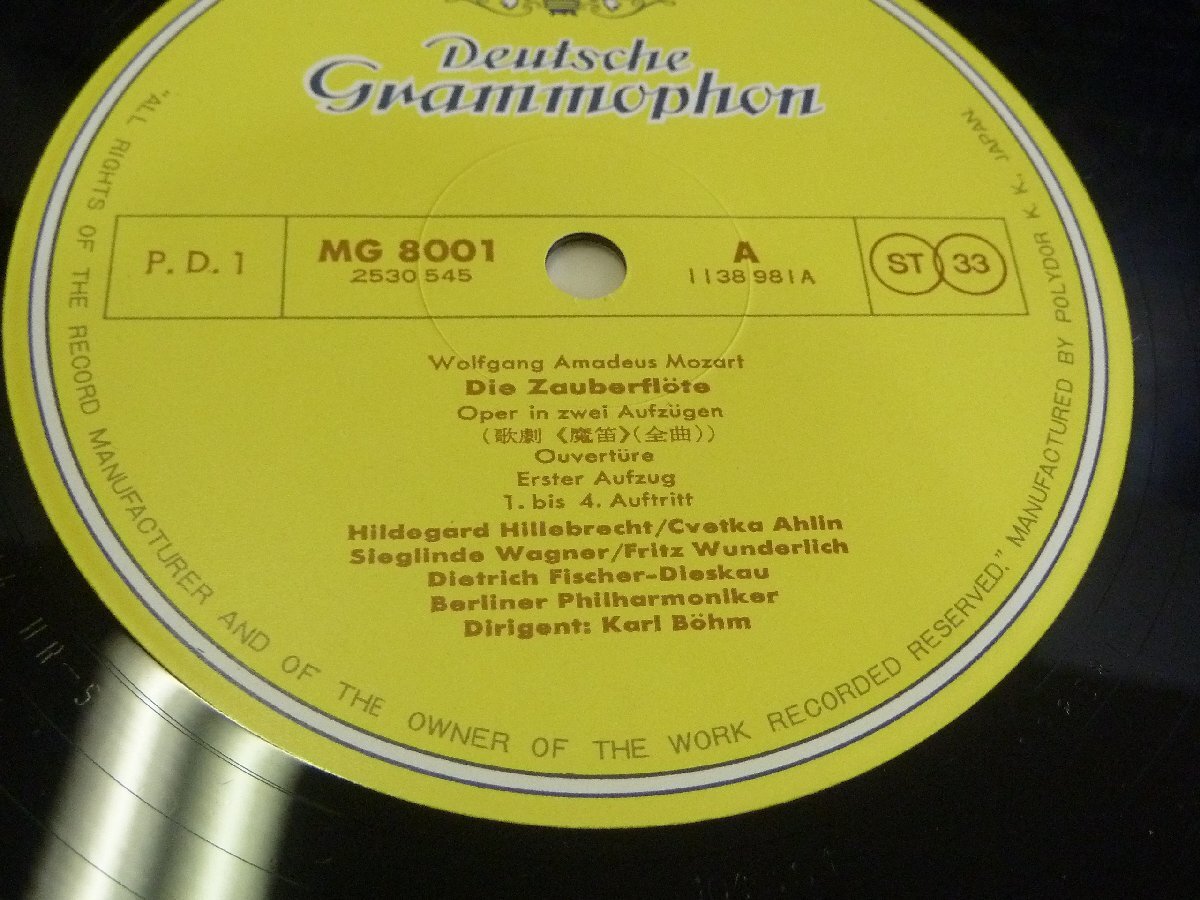 Deutsche
Grammophon
P. D. 1
MG 8001
2530 545
A
1138 981A
ST 33
Wolfgang Amadeus Mozart
Die Zauberflöte
Oper in zwei Aufzügen
(歌劇《魔笛》(全曲))
Ouvertüre
Erster Aufzug
1. bis 4. Auftritt
Hildegard Hillebrecht/Cvetka Ahlin
Sieglinde Wagner/Fritz Wunderlich
Dietrich Fischer-Dieskau
Berliner Philharmoniker
Dirigent: Karl Böhm
"ALL RIGHTS OF THE RECORD MANUFACTURER AND OF THE OWNER OF THE WORK RECORDED RESERVED." MANUFACTURED BY POLYDOR K. K. JAPAN